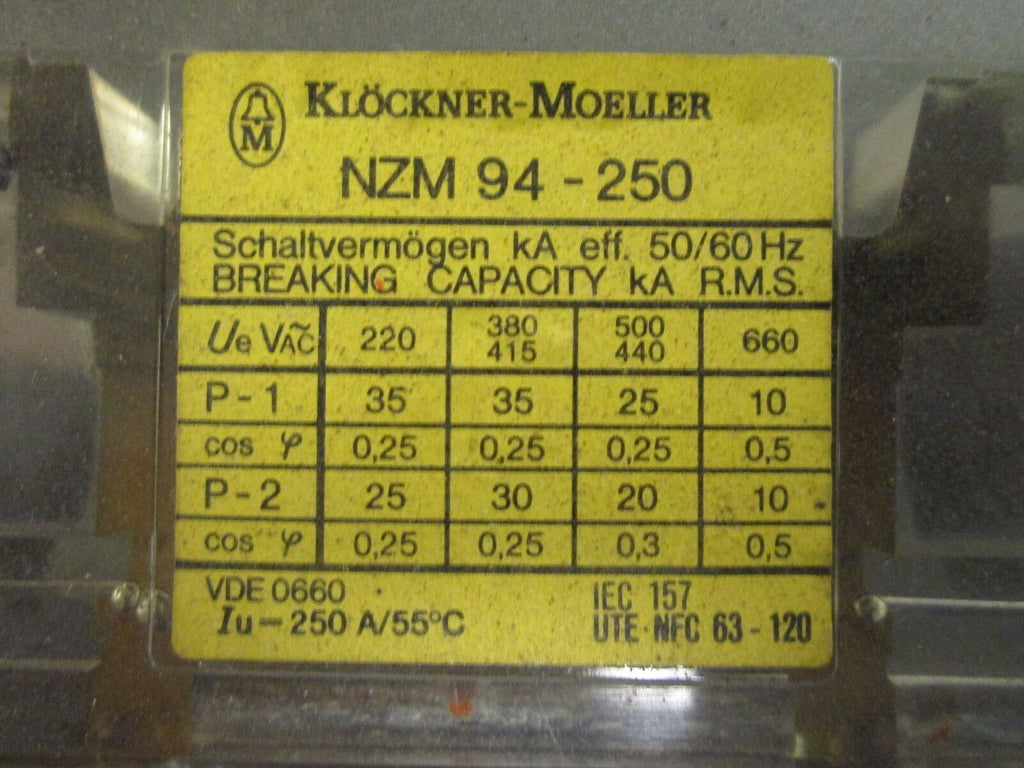 M
KLÖCKNER-MOELLER
NZM 94 - 250
Schaltvermögen kA eff. 50/60 Hz
BREAKING CAPACITY kA R.M.S.
Ue VAC~ 220 380 415 500 440 660
P-1 35 35 25 10
cos φ 0,25 0,25 0,25 0,5
P-2 25 30 20 10
cos φ 0,25 0,25 0,3 0,5
VDE 0660 IEC 157
Iu = 250 A/55°C UTE-NFC 63-120